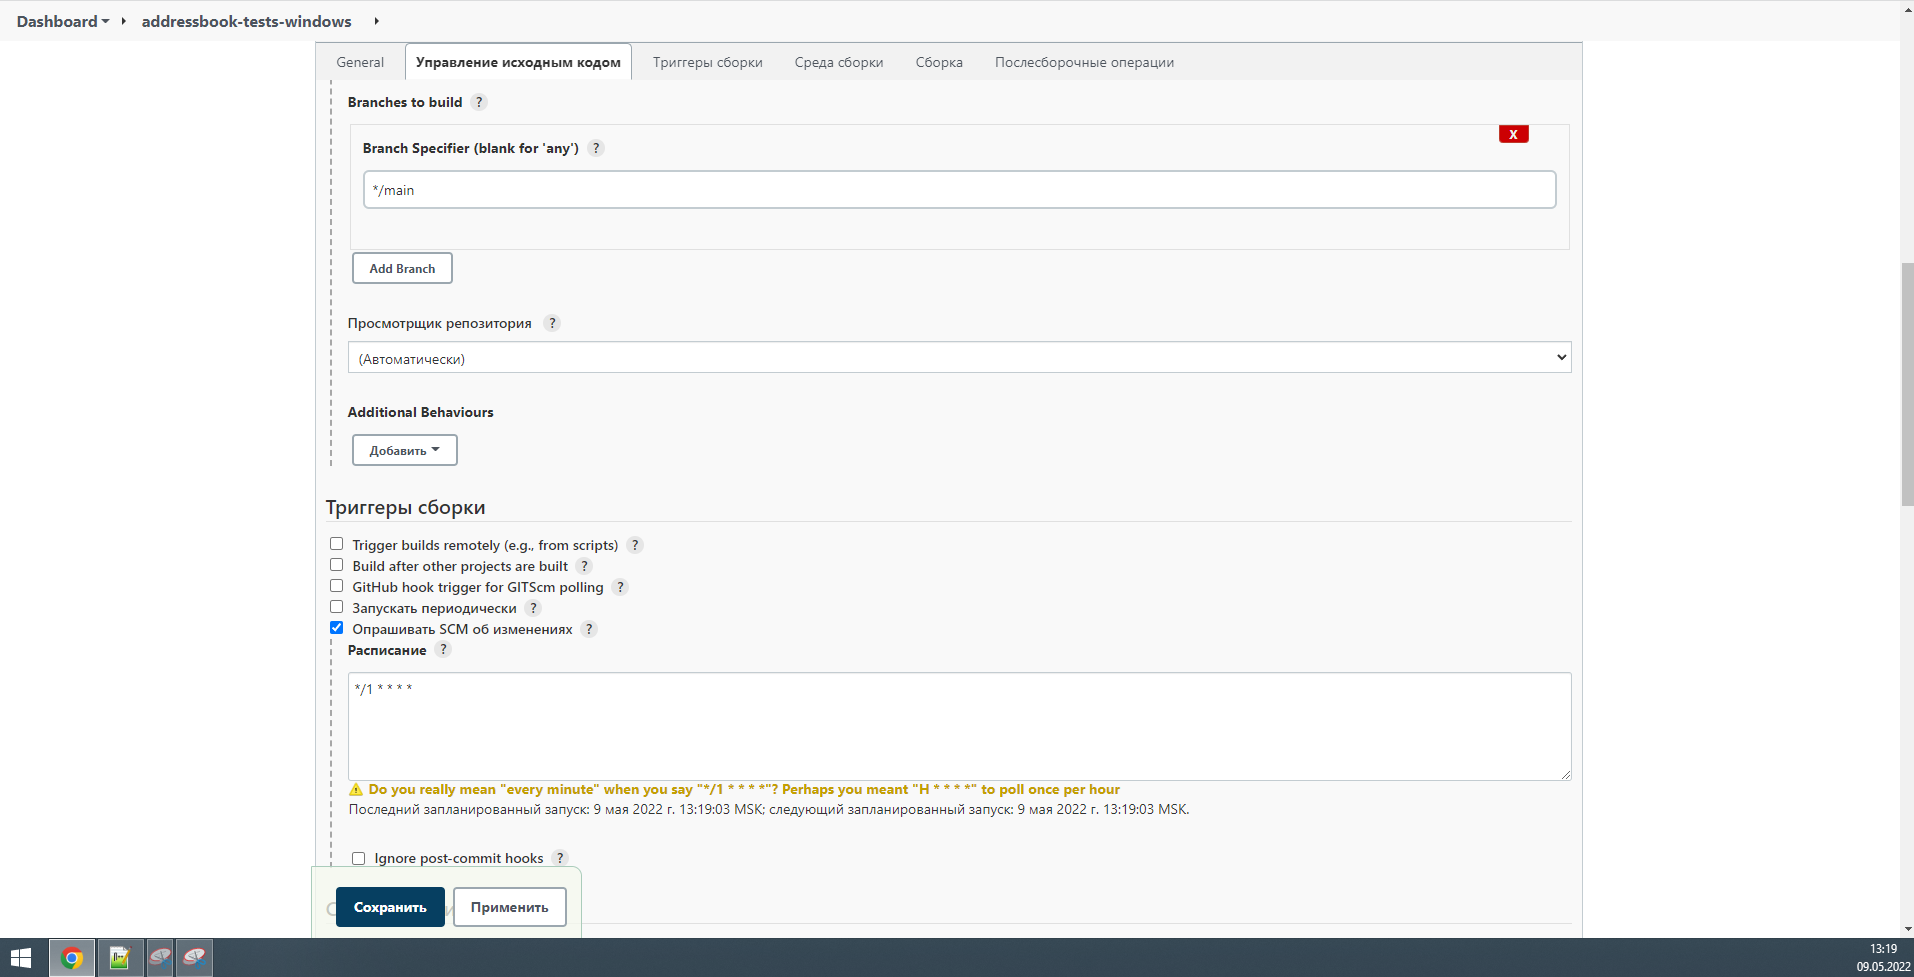 Dashboard addressbook-tests-windows
General Управление исходным кодом Триггеры сборки Среда сборки Сборка Послесборочные операции
Branches to build ?
X
Branch Specifier (blank for 'any') ?
*/main
Add Branch
Просмотрщик репозитория ?
(Автоматически)
Additional Behaviours
Добавить
Триггеры сборки
Trigger builds remotely (e.g., from scripts) ?
Build after other projects are built ?
GitHub hook trigger for GITScm polling ?
Запускать периодически ?
Опрашивать SCM об изменениях ?
Расписание ?
*/1 * * * *
Do you really mean "every minute" when you say "*/1 * * * *"? Perhaps you meant "H * * * *" to poll once per hour
Последний запланированный запуск: 9 мая 2022 г. 13:19:03 MSK; следующий запланированный запуск: 9 мая 2022 г. 13:19:03 MSK.
Ignore post-commit hooks ?
Сохранить Применить
13:19
09.05.2022